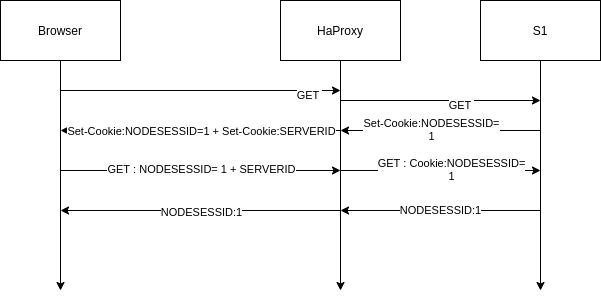 Browser
HaProxy
S1
GET
GET
Set-Cookie:NODESESSID=
1
Set-Cookie:NODESESSID=1 + Set-Cookie:SERVERID
GET : NODESESSID= 1 + SERVERID
GET : Cookie:NODESESSID=
1
NODESESSID:1
NODESESSID:1